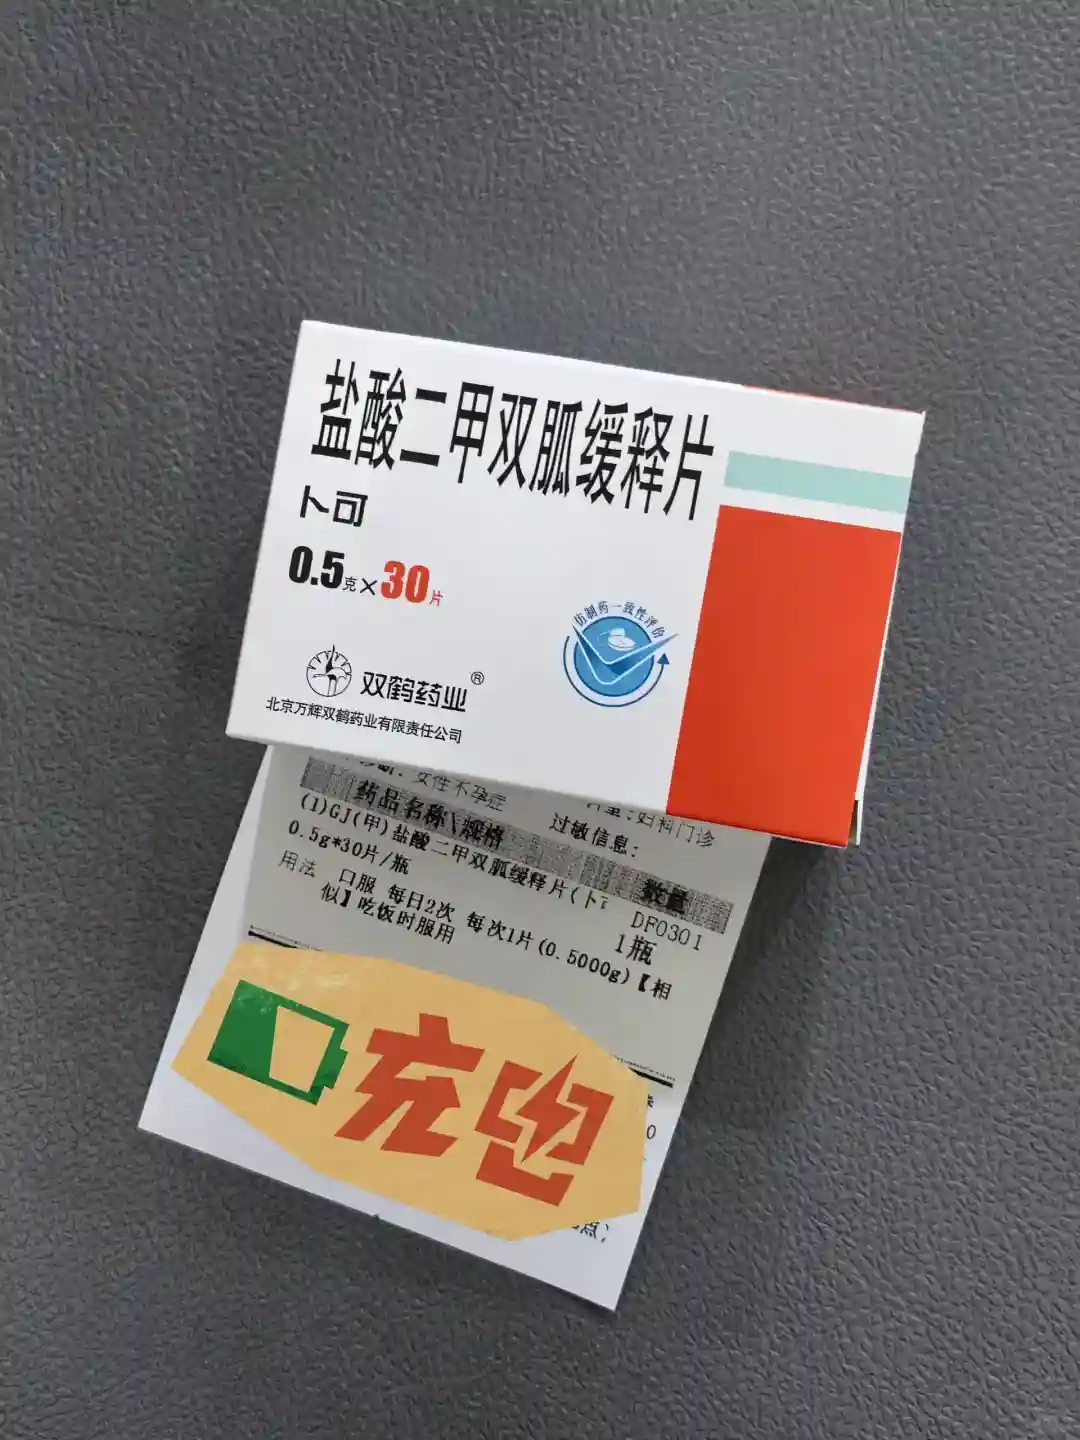 盐酸二甲双胍缓释片
卜可
0.5克×30片
仿制药一致性评价
双鹤药业®
北京万辉双鹤药业有限责任公司
女性不孕症
妇科门诊
药品名称\规格
过敏信息:
数量
(1)GJ(甲)盐酸二甲双胍缓释片(卜
DF0301
0.5g*30片/瓶
1瓶
用法 口服 每日2次 每次1片(0.5000g)【相
似】吃饭时服用
充电
点;